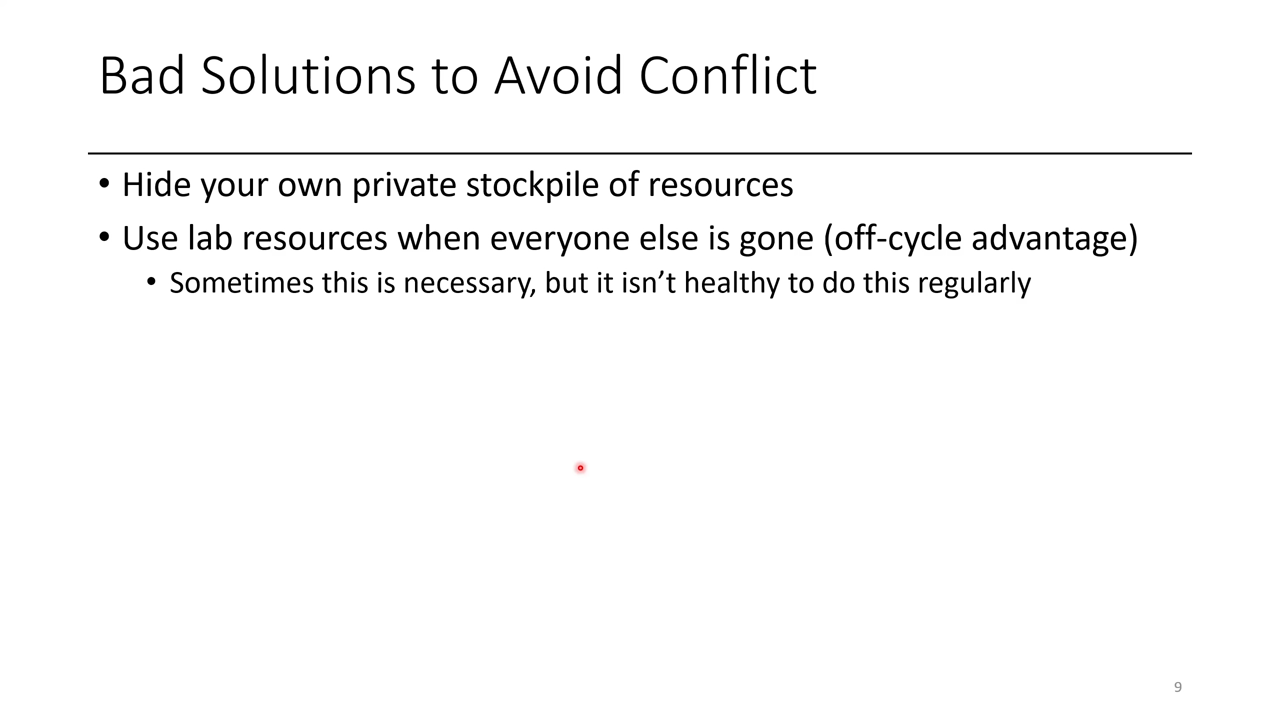 Bad Solutions to Avoid Conflict
• Hide your own private stockpile of resources
• Use lab resources when everyone else is gone (off-cycle advantage)
• Sometimes this is necessary, but it isn’t healthy to do this regularly
9